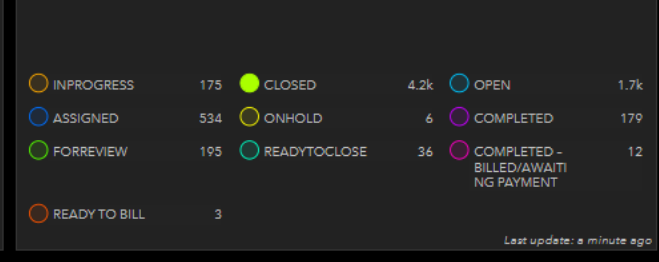 INPROGRESS 175 CLOSED 4.2k OPEN 1.7k
ASSIGNED 534 ONHOLD 6 COMPLETED 179
FORREVIEW 195 READYTOCLOSE 36 COMPLETED – 12
BILLED/AWAITI
NG PAYMENT
READY TO BILL 3
Last update: a minute ago